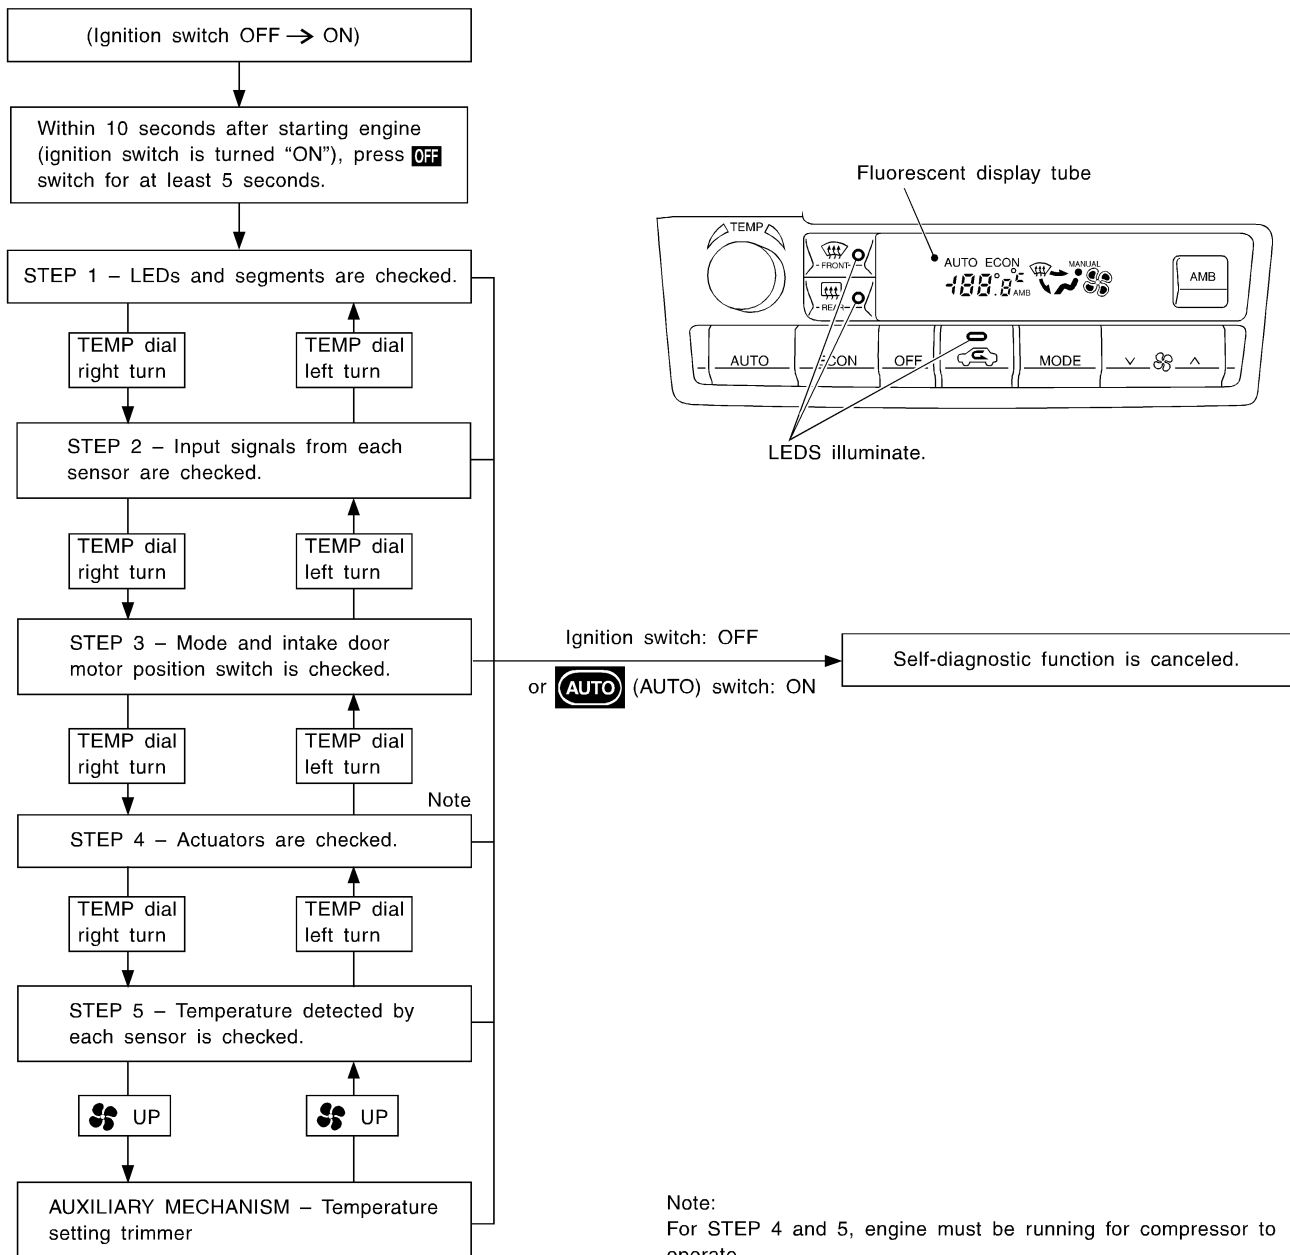 (Ignition switch OFF → ON)
Within 10 seconds after starting engine
(ignition switch is turned “ON”), press OFF
switch for at least 5 seconds.
STEP 1 – LEDs and segments are checked.
TEMP dial
right turn
TEMP dial
left turn
STEP 2 – Input signals from each
sensor are checked.
TEMP dial
right turn
TEMP dial
left turn
STEP 3 – Mode and intake door
motor position switch is checked.
TEMP dial
right turn
TEMP dial
left turn
Note
STEP 4 – Actuators are checked.
TEMP dial
right turn
TEMP dial
left turn
STEP 5 – Temperature detected by
each sensor is checked.
UP
UP
AUXILIARY MECHANISM – Temperature
setting trimmer
Fluorescent display tube
TEMP
FRONT
REAR
AUTO ECON
MANUAL
-188.8°C
AMB
AMB
AUTO
ECON
OFF
MODE
LEDS illuminate.
Ignition switch: OFF
or AUTO (AUTO) switch: ON
Self-diagnostic function is canceled.
Note:
For STEP 4 and 5, engine must be running for compressor to
operate